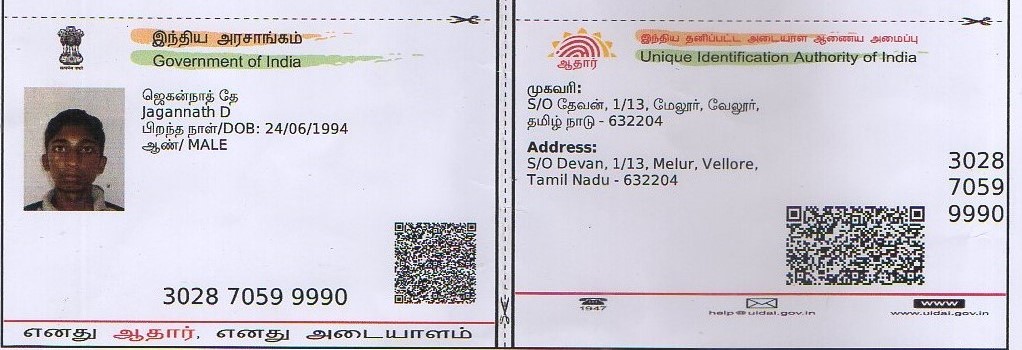 இந்திய அரசாங்கம்
Government of India
ஜெகன்நாத் தே
Jagannath D
பிறந்த நாள்/DOB: 24/06/1994
ஆண்/ MALE
3028 7059 9990
எனது ஆதார், எனது அடையாளம்
இந்திய தனிப்பட்ட அடையாள ஆணைய அமைப்பு
Unique Identification Authority of India
ஆதார்
முகவரி:
S/O தேவன், 1/13, மேலூர், வேலூர்,
தமிழ் நாடு - 632204
Address:
S/O Devan, 1/13, Melur, Vellore,
Tamil Nadu - 632204
3028
7059
9990
1947
help@uidai.gov.in
www
www.uidai.gov.in